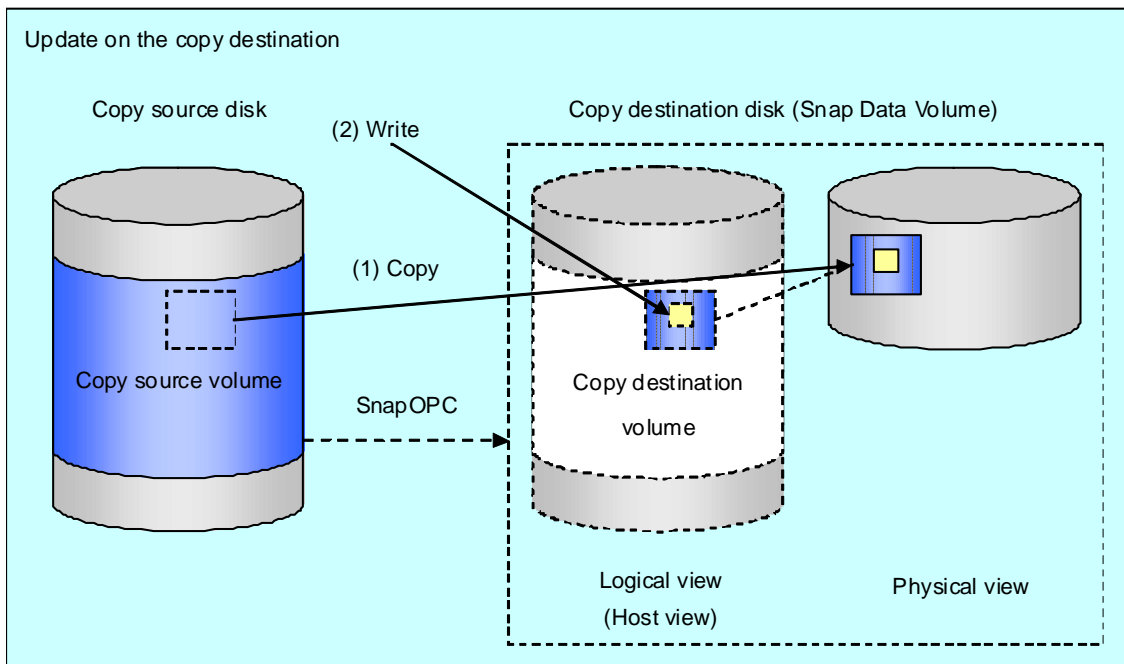 Update on the copy destination
Copy source disk
Copy destination disk (Snap Data Volume)
(2) Write
(1) Copy
Copy source volume
Copy destination
volume
SnapOPC
Logical view
(Host view)
Physical view